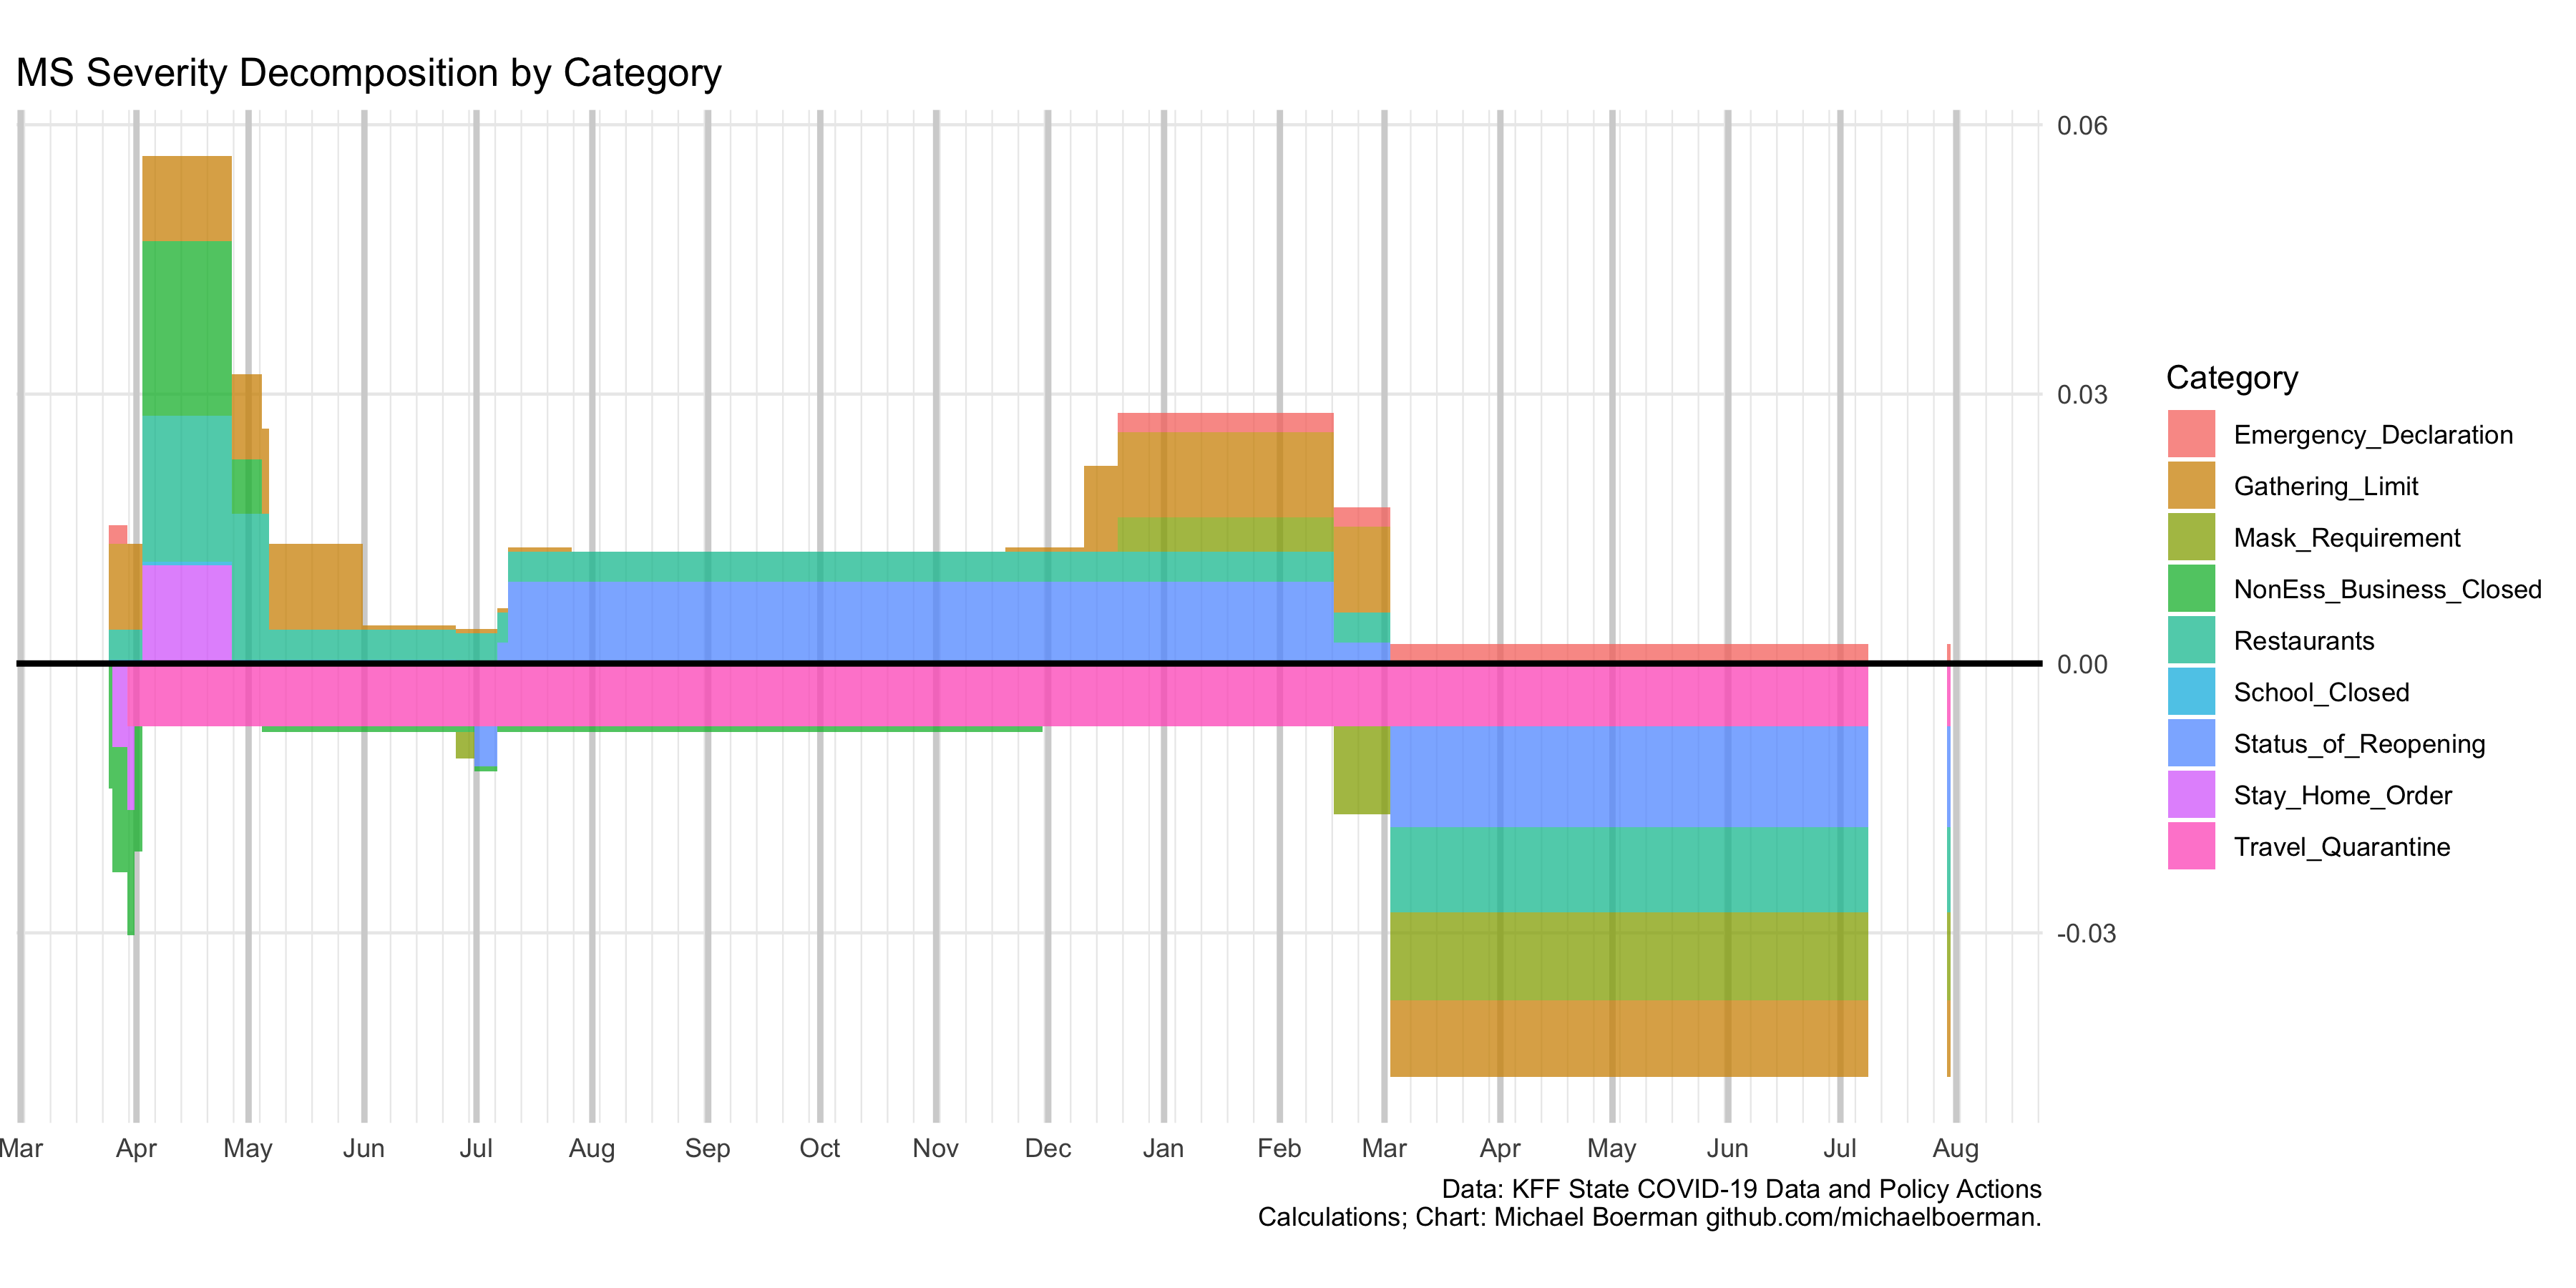 MS Severity Decomposition by Category
0.06
0.03
0.00
-0.03
Mar Apr May Jun Jul Aug Sep Oct Nov Dec Jan Feb Mar Apr May Jun Jul Aug
Category
Emergency_Declaration
Gathering_Limit
Mask_Requirement
NonEss_Business_Closed
Restaurants
School_Closed
Status_of_Reopening
Stay_Home_Order
Travel_Quarantine
Data: KFF State COVID-19 Data and Policy Actions
Calculations; Chart: Michael Boerman github.com/michaelboerman.